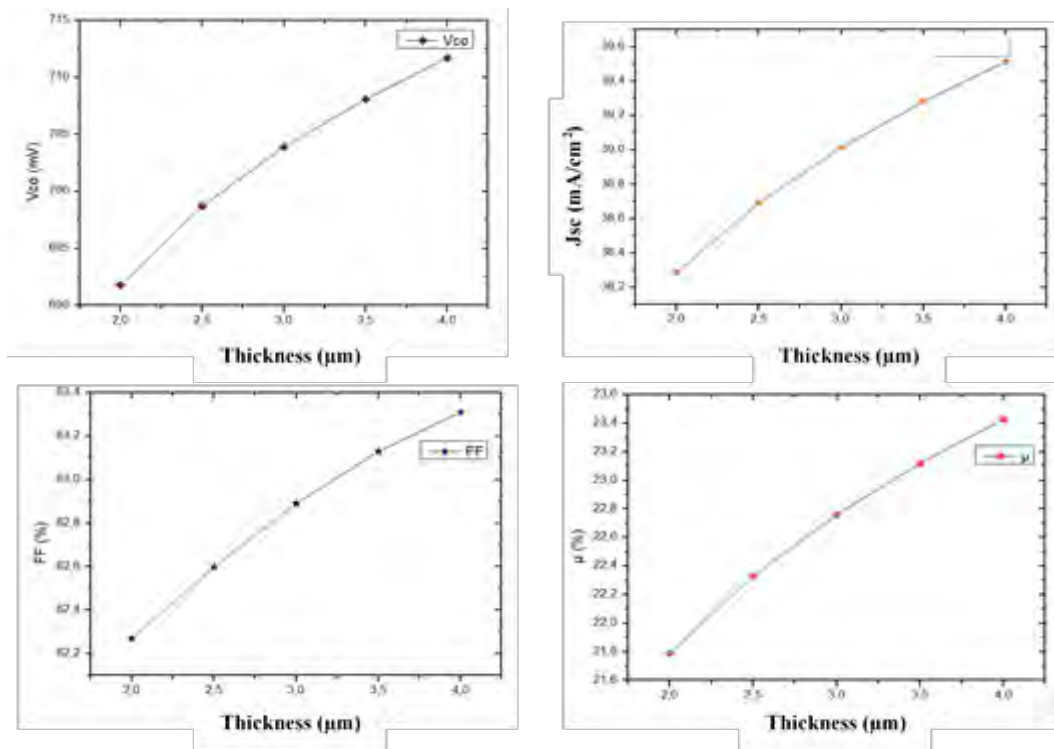 715
710
705
700
695
690
Vco (mV)
Vco
2,0 2,5 3,0 3,5 4,0
Thickness (µm)
39,6
39,4
39,2
39,0
38,8
38,6
38,4
38,2
Jsc (mA/cm²)
2,0 2,5 3,0 3,5 4,0
Thickness (µm)
83,4
83,2
83,0
82,8
82,6
82,4
82,2
FF (%)
FF
2,0 2,5 3,0 3,5 4,0
Thickness (µm)
23,6
23,4
23,2
23,0
22,8
22,6
22,4
22,2
22,0
21,8
21,6
µ (%)
µ
2,0 2,5 3,0 3,5 4,0
Thickness (µm)